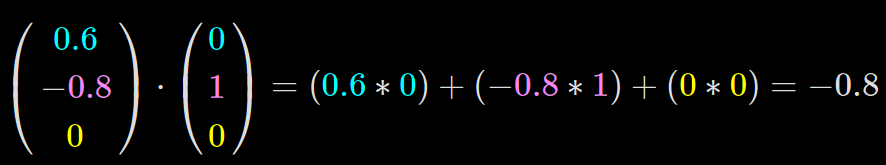 ( 0.6 −0.8 0 ) · ( 0 1 0 ) = (0.6 * 0) + (−0.8 * 1) + (0 * 0) = −0.8